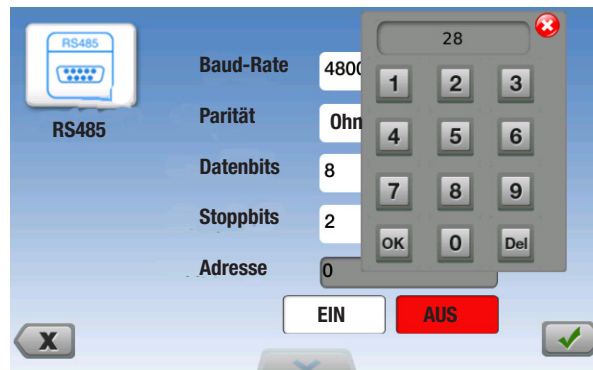 RS485
RS485
Baud-Rate 4800
Parität Ohn
Datenbits 8
Stoppbits 2
Adresse 0
EIN AUS
X
28
1 2 3
4 5 6
7 8 9
OK 0 Del